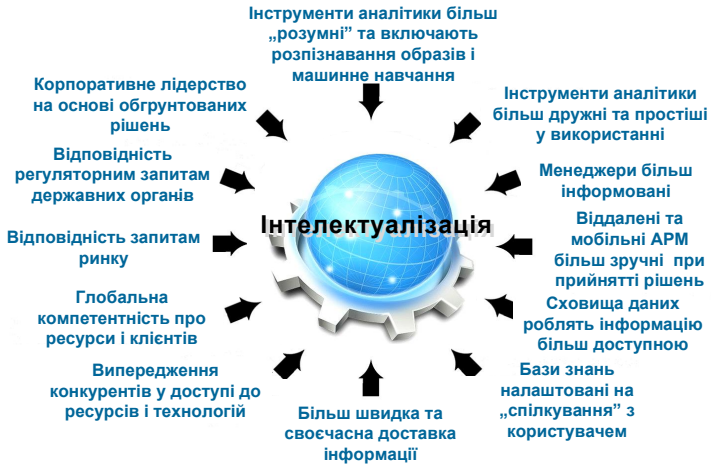 Інструменти аналітики більш
„розумні” та включають
розпізнавання образів і
машинне навчання
Корпоративне лідерство
на основі обгрунтованих
рішень
Інструменти аналітики
більш дружні та простіші
у використанні
Відповідність
регуляторним запитам
державних органів
Менеджери більш
інформовані
Інтелектуалізація
Відповідність запитам
ринку
Віддалені та
мобільні АРМ
більш зручні при
прийнятті рішень
Глобальна
компетентність про
ресурси і клієнтів
Сховища даних
роблять інформацію
більш доступною
Випередження
конкурентів у доступі до
ресурсів і технологій
Більш швидка та
своєчасна доставка
інформації
Бази знань
налаштовані на
„спілкування” з
користувачем